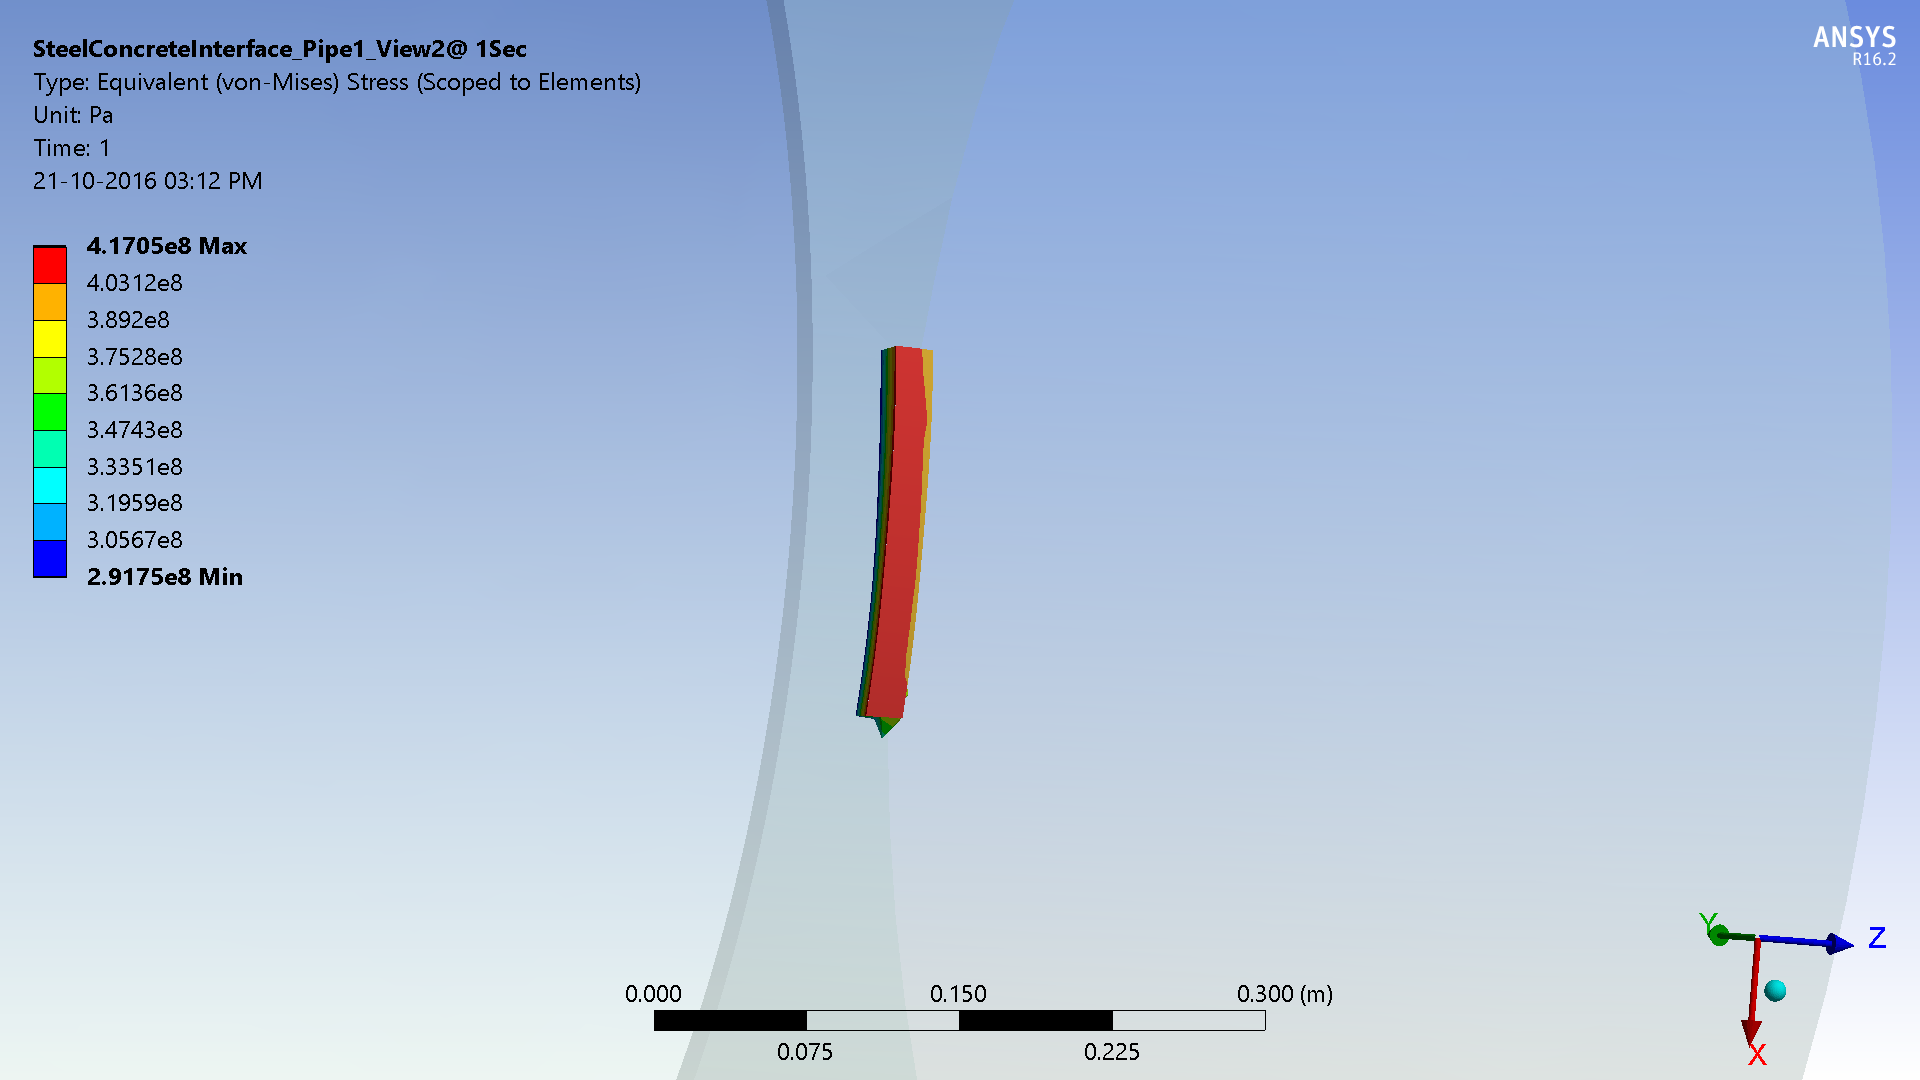 SteelConcreteInterface_Pipe1_View2@ 1Sec
Type: Equivalent (von-Mises) Stress (Scoped to Elements)
Unit: Pa
Time: 1
21-10-2016 03:12 PM
ANSYS
R16.2
4.1705e8 Max
4.0312e8
3.892e8
3.7528e8
3.6136e8
3.4743e8
3.3351e8
3.1959e8
3.0567e8
2.9175e8 Min
Y
Z
X
0.000 0.150 0.300 (m)
0.075 0.225